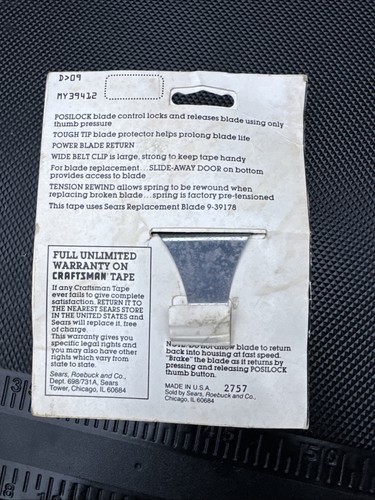 D>09
MY39412
POSILOCK blade control locks and releases blade using only
thumb pressure
TOUGH TIP blade protector helps prolong blade life
POWER BLADE RETURN
WIDE BELT CLIP is large, strong to keep tape handy
For blade replacement...SLIDE-AWAY DOOR on bottom
provides access to blade
TENSION REWIND allows spring to be rewound when
replacing broken blade...spring is factory pre-tensioned
This tape uses Sears Replacement Blade 9-39178
FULL UNLIMITED
WARRANTY ON
CRAFTSMAN TAPE
If any Craftsman Tape
ever fails to give complete
satisfaction, RETURN IT TO
THE NEAREST SEARS STORE
IN THE UNITED STATES and
Sears will replace it, free
of charge.
This warranty gives you
specific legal rights and
you may also have other
rights which vary from
state to state.
Sears, Roebuck and Co.,
Dept. 698/731A, Sears
Tower, Chicago, IL 60684
NOTE: Do not allow blade to return
back into housing at fast speed.
"Brake" the blade as it returns by
pressing and releasing POSILOCK
thumb button.
MADE IN U.S.A. 2757
Sold by Sears, Roebuck and Co.,
Chicago, IL 60684